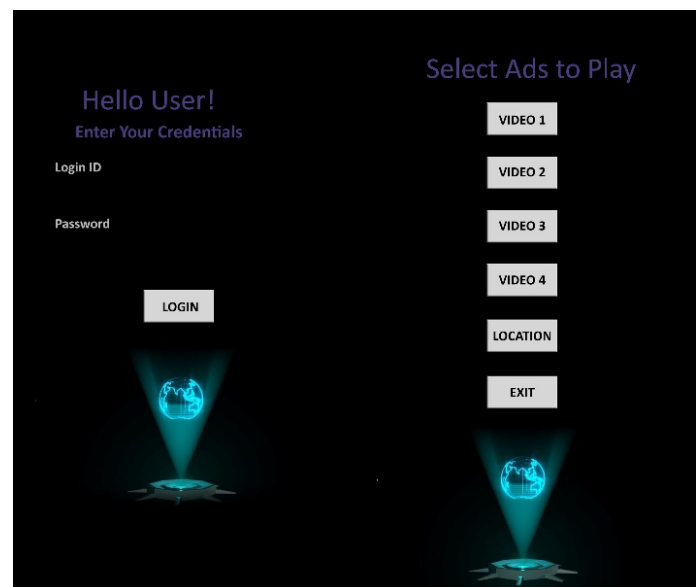 Hello User!
Enter Your Credentials
Login ID
Password
LOGIN
Select Ads to Play
VIDEO 1
VIDEO 2
VIDEO 3
VIDEO 4
LOCATION
EXIT